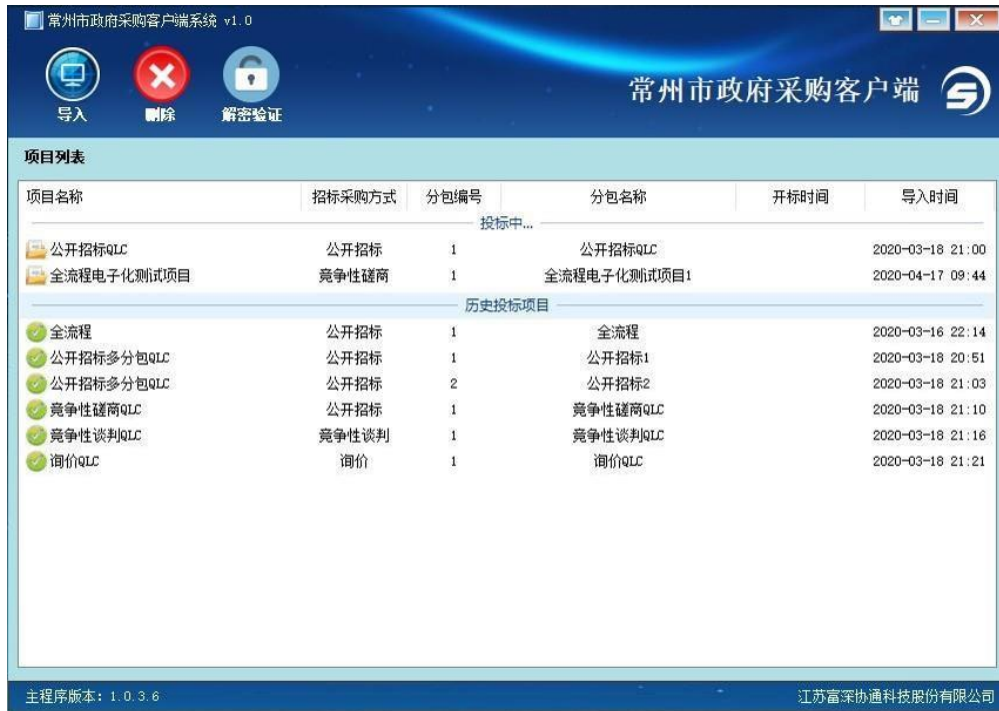 常州市政府采购客户端系统 v1.0
导入 删除 解密验证
常州市政府采购客户端
项目列表
项目名称 招标采购方式 分包编号 分包名称 开标时间 导入时间
投标中...
公开招标QLC 公开招标 1 公开招标QLC 2020-03-18 21:00
全流程电子化测试项目 竞争性磋商 1 全流程电子化测试项目1 2020-04-17 09:44
历史投标项目
全流程 公开招标 1 全流程 2020-03-16 22:14
公开招标多分包QLC 公开招标 1 公开招标1 2020-03-18 20:51
公开招标多分包QLC 公开招标 2 公开招标2 2020-03-18 21:03
竞争性磋商QLC 公开招标 1 竞争性磋商QLC 2020-03-18 21:10
竞争性谈判QLC 竞争性谈判 1 竞争性谈判QLC 2020-03-18 21:16
询价QLC 询价 1 询价QLC 2020-03-18 21:21
主程序版本：1.0.3.6 江苏富深协通科技股份有限公司